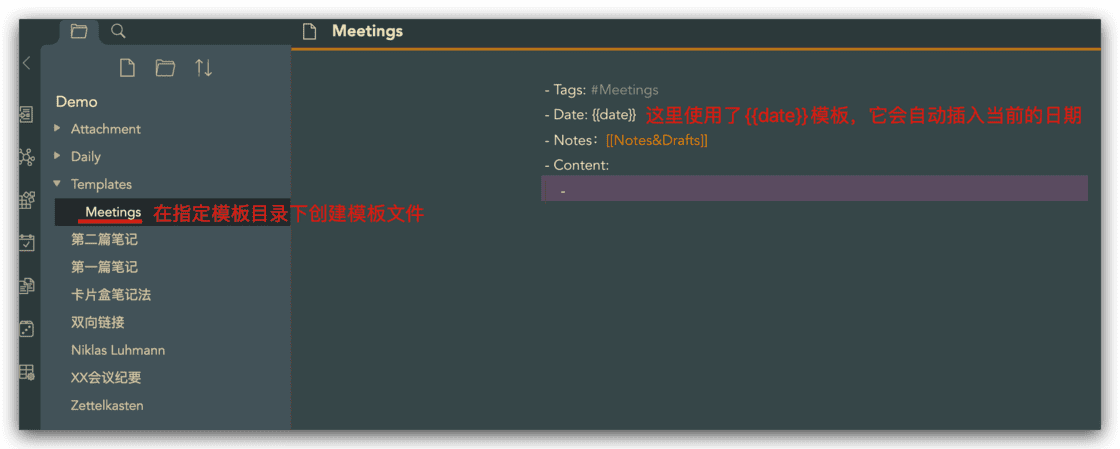 Meetings
Demo
Attachment
Daily
Templates
Meetings 在指定模板目录下创建模板文件
第二篇笔记
第一篇笔记
卡片盒笔记法
双向链接
Niklas Luhmann
XX会议纪要
Zettelkasten
- Tags: #Meetings
- Date: {{date}} 这里使用了{{date}}模板，它会自动插入当前的日期
- Notes：[[Notes&Drafts]]
- Content:
-